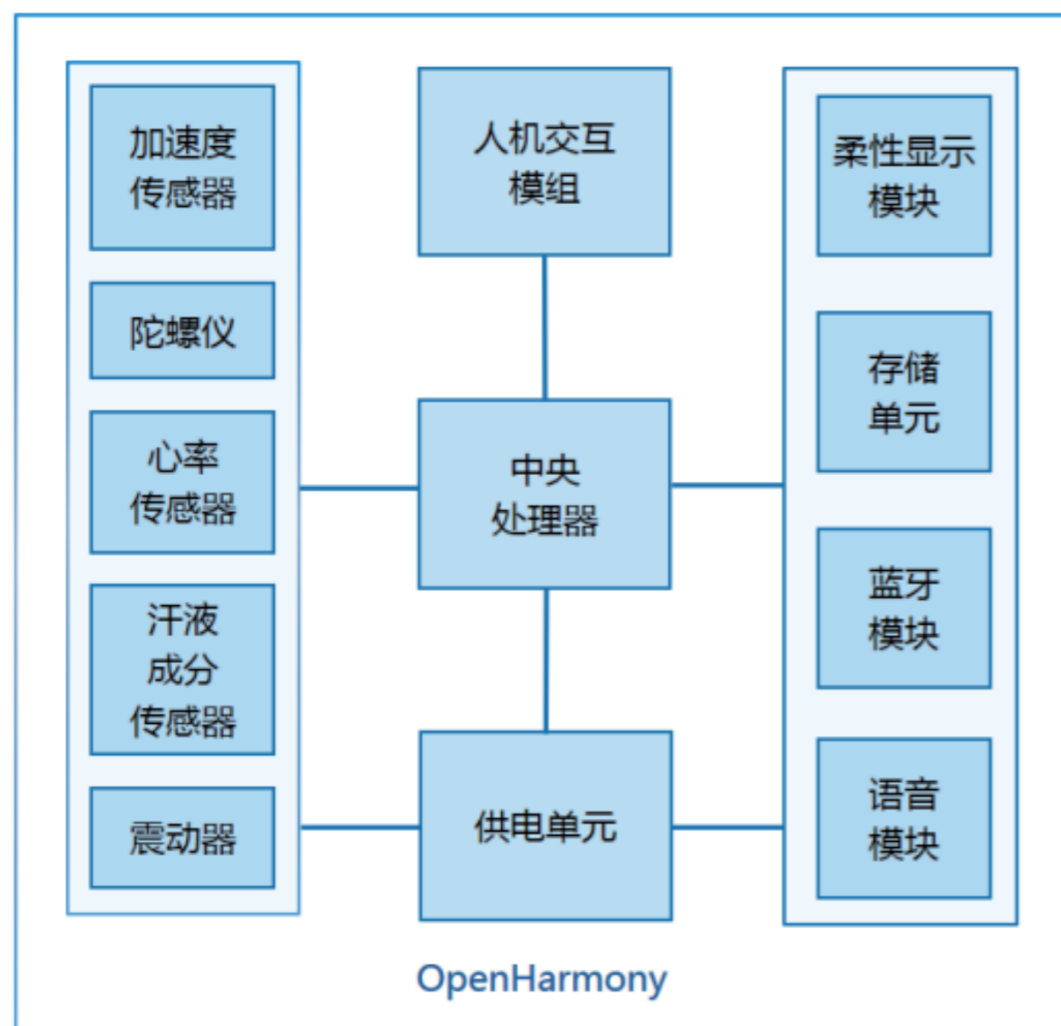 加速度
传感器
陀螺仪
心率
传感器
汗液
成分
传感器
震动器
人机交互
模组
中央
处理器
供电单元
柔性显示
模块
存储
单元
蓝牙
模块
语音
模块
OpenHarmony